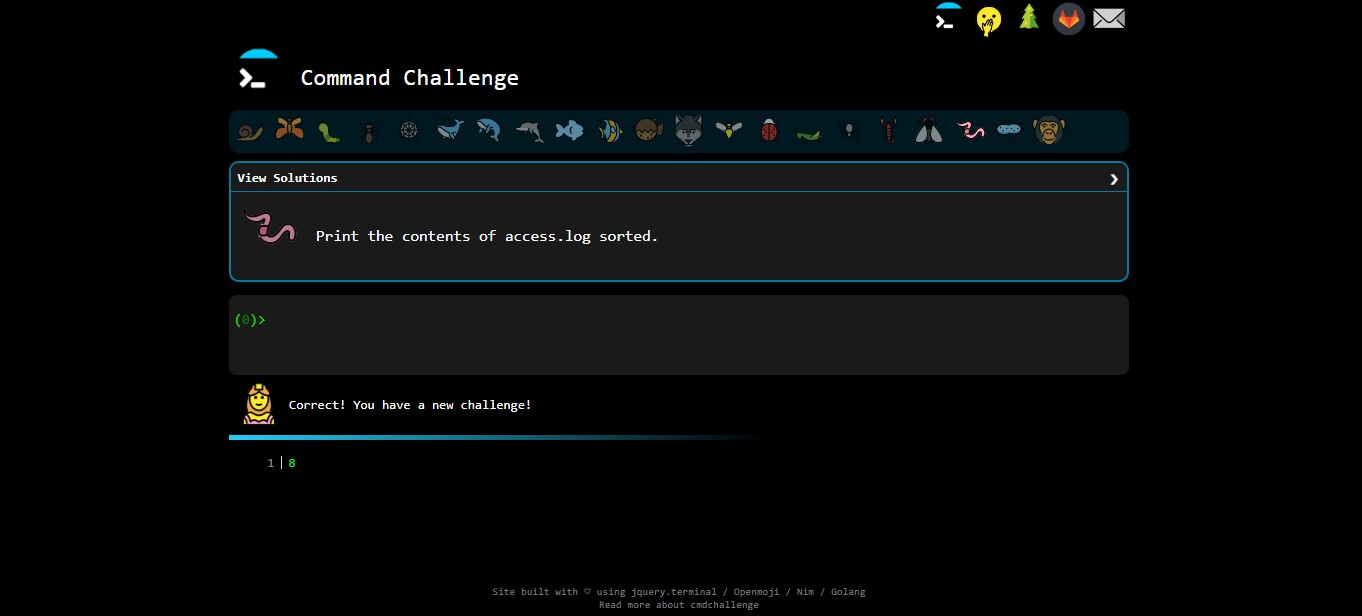 Command Challenge
View Solutions
Print the contents of access.log sorted.
(0)>
Correct! You have a new challenge!
1 8
Site built with ♡ using jquery.terminal / Openmoji / Nim / Golang
Read more about cmdchallenge